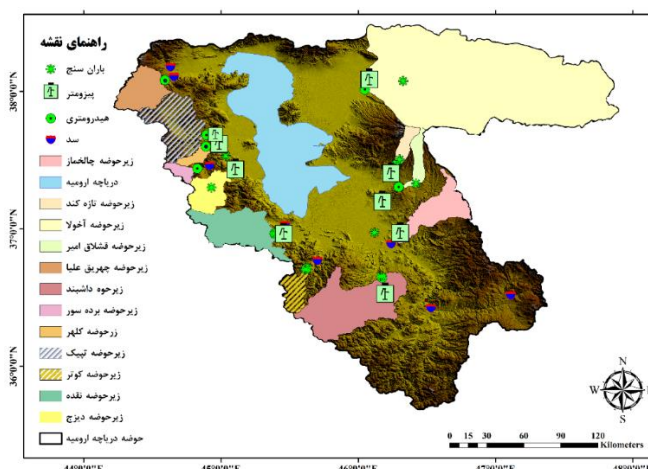 راهنمای نقشه
باران سنج
پیزومتر
هیدرومتری
سد
زیرحوضه چالخماز
دریاچه ارومیه
زیرحوضه تازه کند
زیرحوضه آخولا
زیرحوضه قشلاق امیر
زیرحوضه چهریق علیا
زیرحوه داشبند
زیرحوضه برده سور
زرحوضه کلهر
زیرحوضه تپیک
زیرحوضه کوتر
زیرحوضه نقده
زیرحوضه دیزج
حوضه دریاچه ارومیه
38°0'0"N
37°0'0"N
36°0'0"N
N
W
E
S
0 15 30 60 90 120
Kilometers